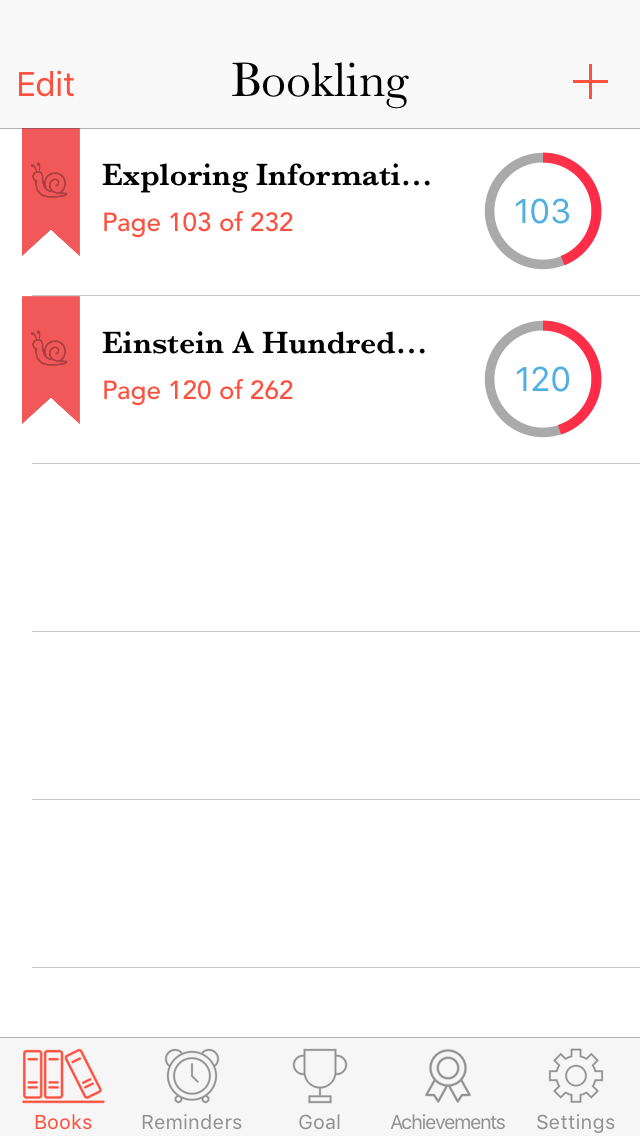 Edit
Bookling
Exploring Informati...
Page 103 of 232
103
Einstein A Hundred...
Page 120 of 262
120
Books
Reminders
Goal
Achievements
Settings